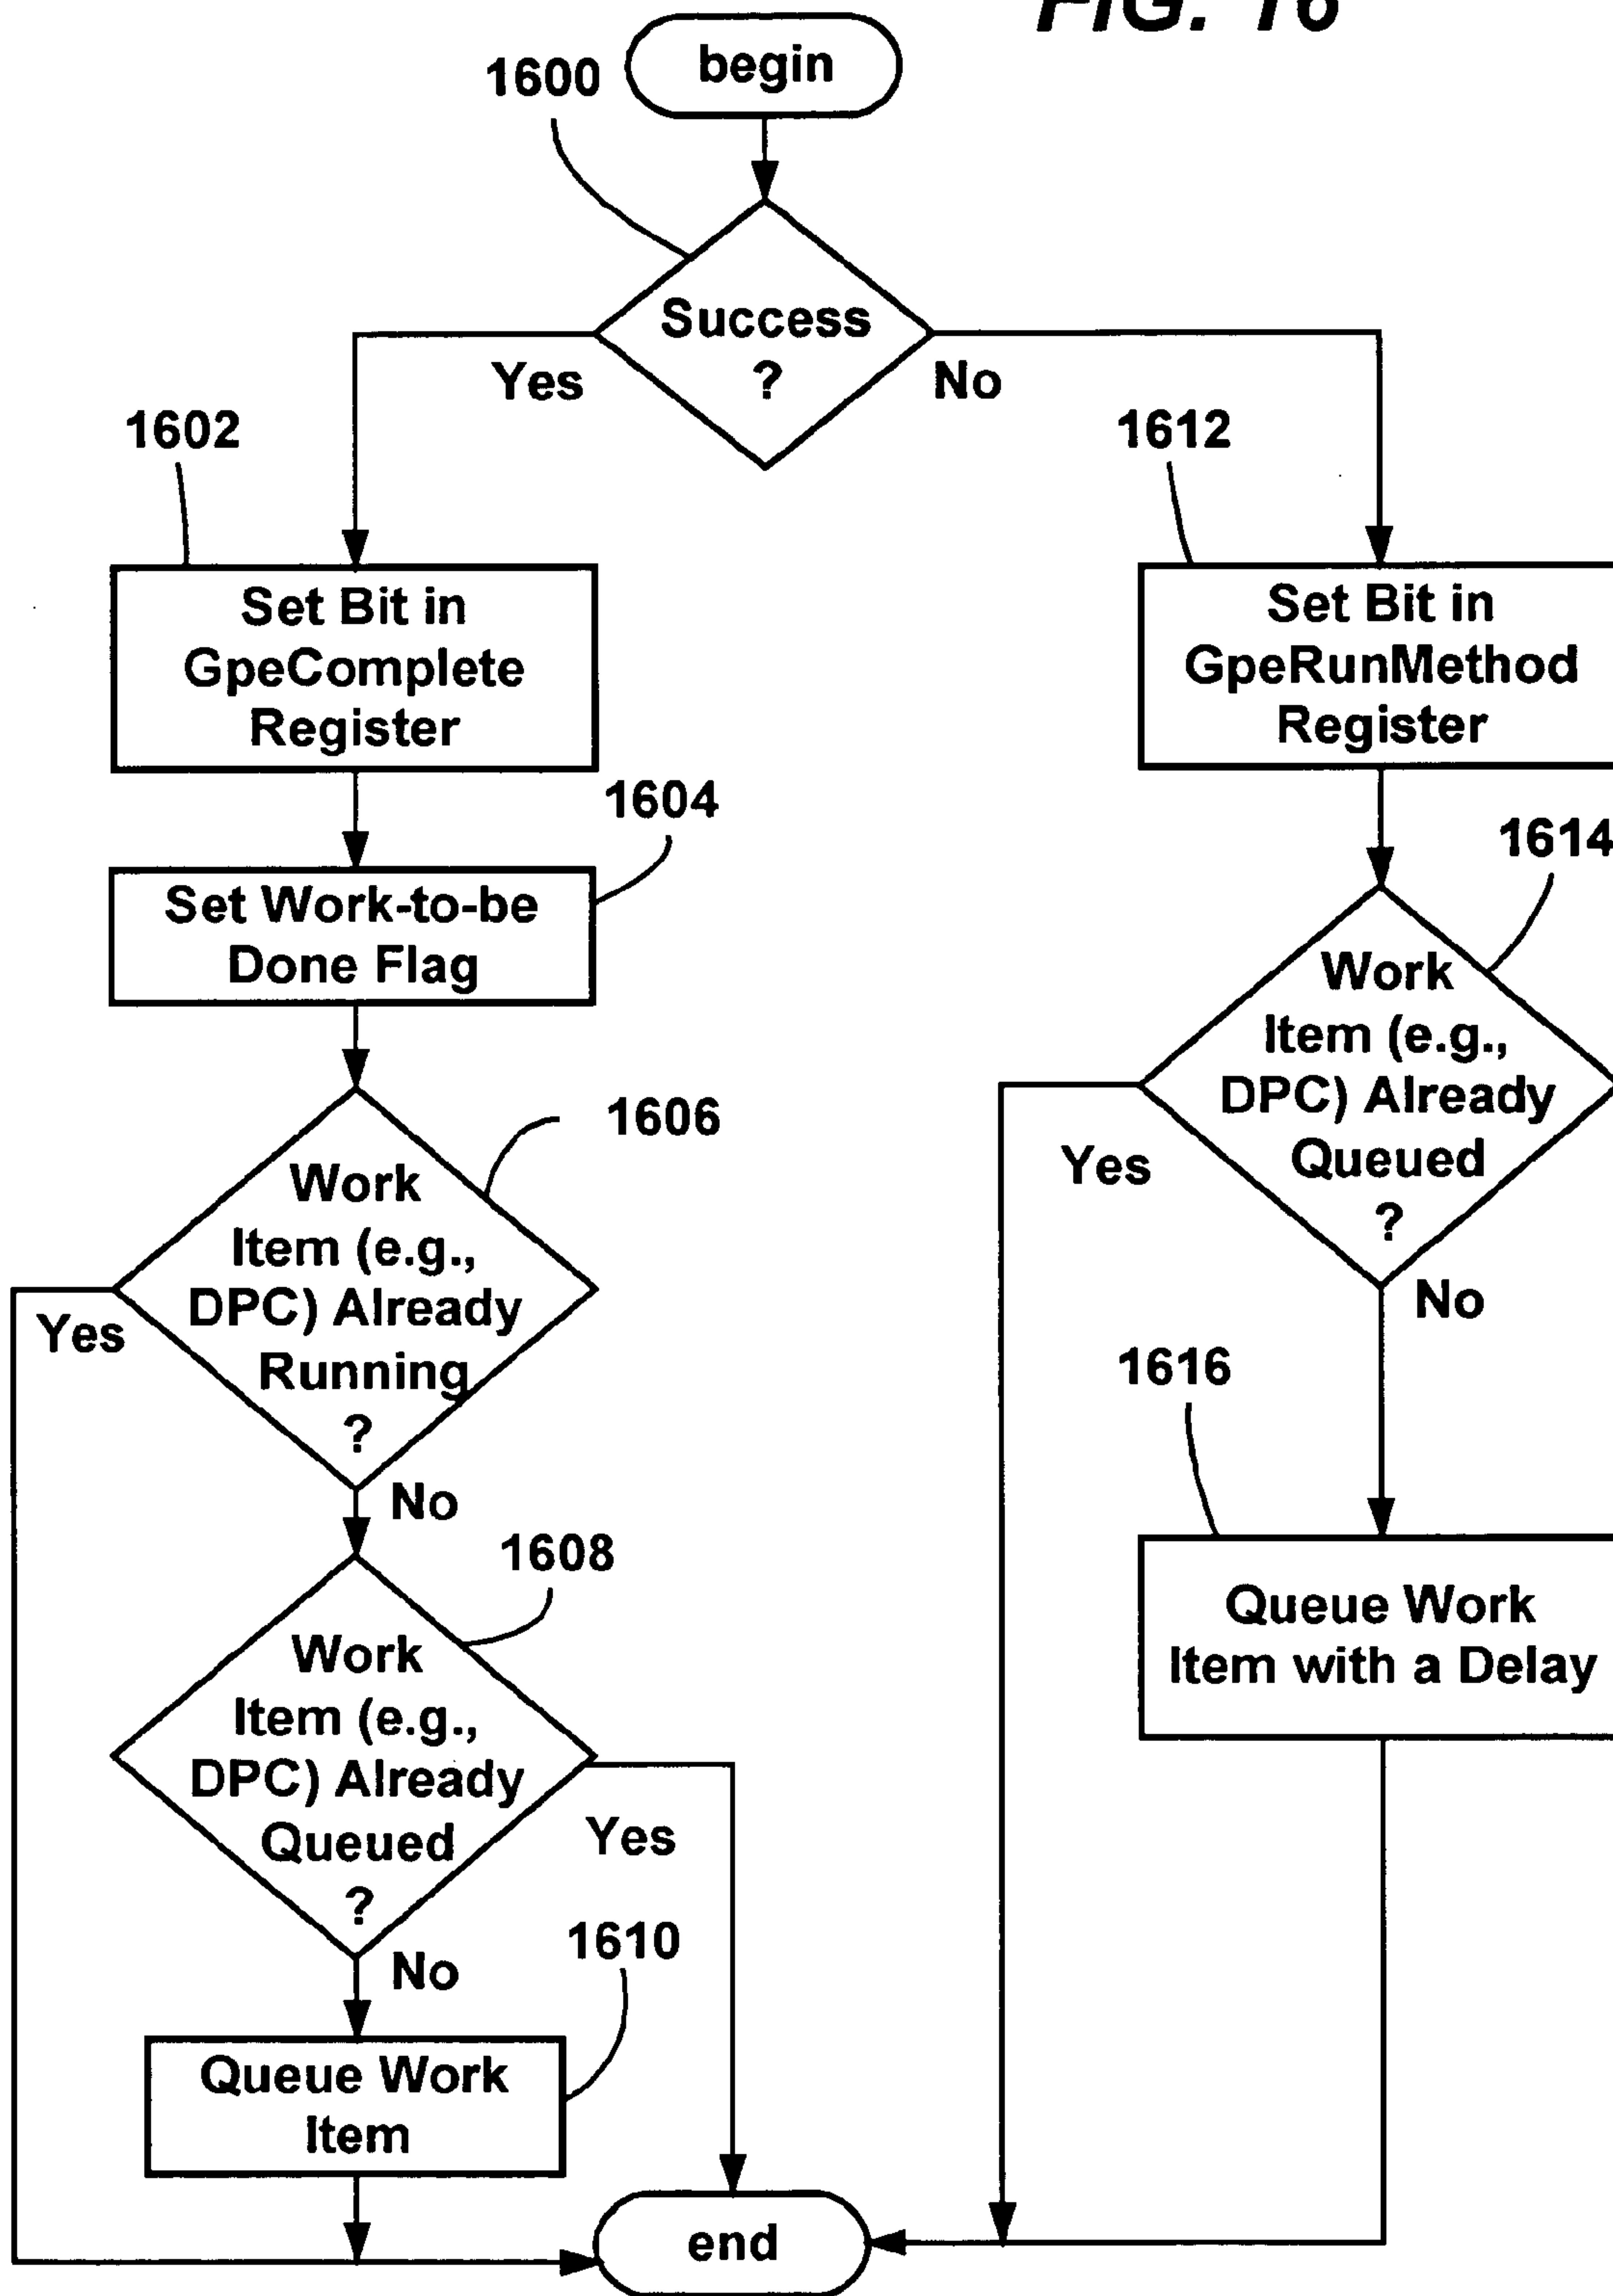 FIG. 16
begin
1600
Success
?
Yes
No
1602
1612
Set Bit in
GpeComplete
Register
Set Bit in
GpeRunMethod
Register
1604
1614
Set Work-to-be
Done Flag
Work
Item (e.g.,
DPC) Already
Queued
?
Yes
No
1606
Work
Item (e.g.,
DPC) Already
Running
?
Yes
No
1616
Queue Work
Item with a Delay
1608
Work
Item (e.g.,
DPC) Already
Queued
?
Yes
No
1610
Queue Work
Item
end